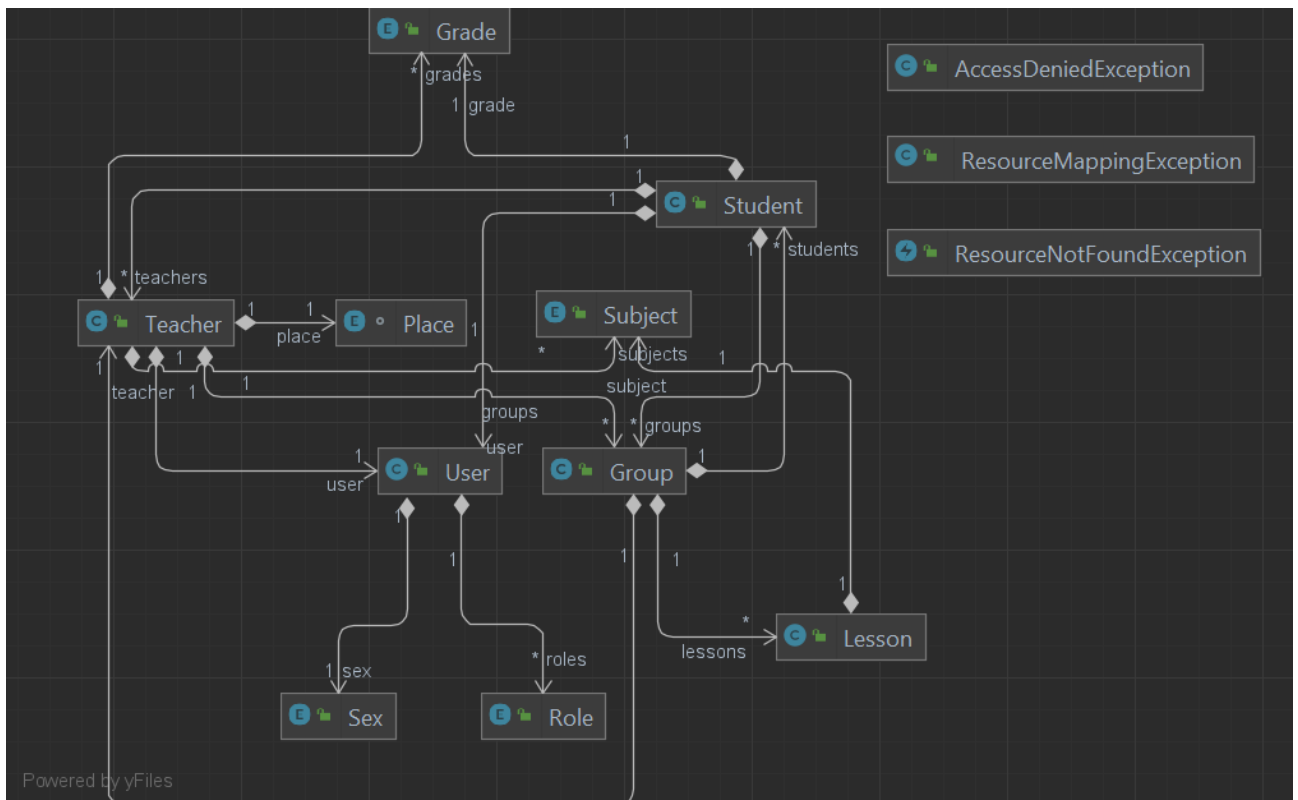 E Grade
* grades
1 grade
C AccessDeniedException
1
C ResourceMappingException
1
1
C Student
1 * students
ResourceNotFoundException
1 * teachers
C Teacher
1 1
place
E Place
E Subject
1
* subjects 1
1 1
teacher 1 1
subject
groups * * groups
user
1
user
C User
C Group
1
1
1
1 1
1
C Lesson
*
lessons
1 sex
* roles
E Sex
E Role
Powered by yFiles